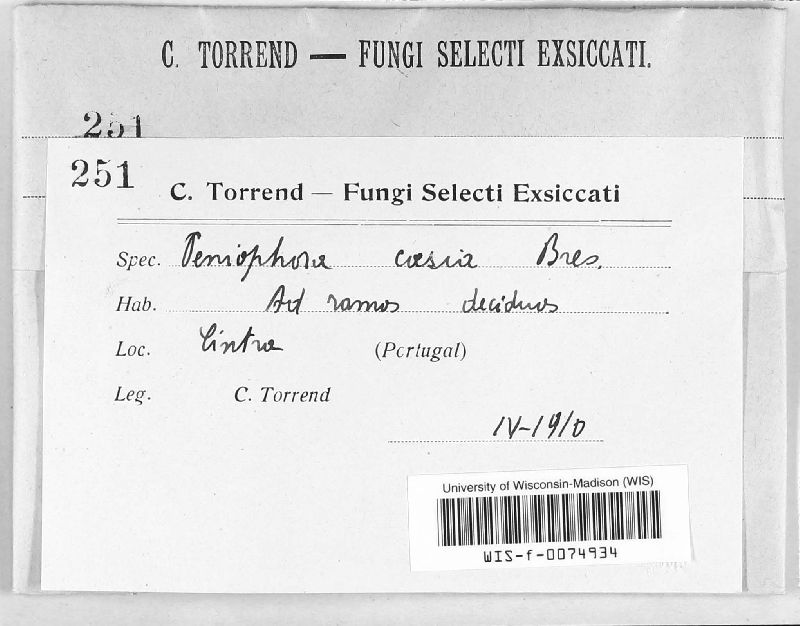 C. TORREND — FUNGI SELECTI EXSICCATI.
251
251
C. Torrend — Fungi Selecti Exsiccati
Spec. Peniophora cæsia Bres.
Hab. Ad ramos deciduos
Loc. Cintra (Portugal)
Leg. C. Torrend
IV-1910
University of Wisconsin-Madison (WIS)
WIS-f-0074934